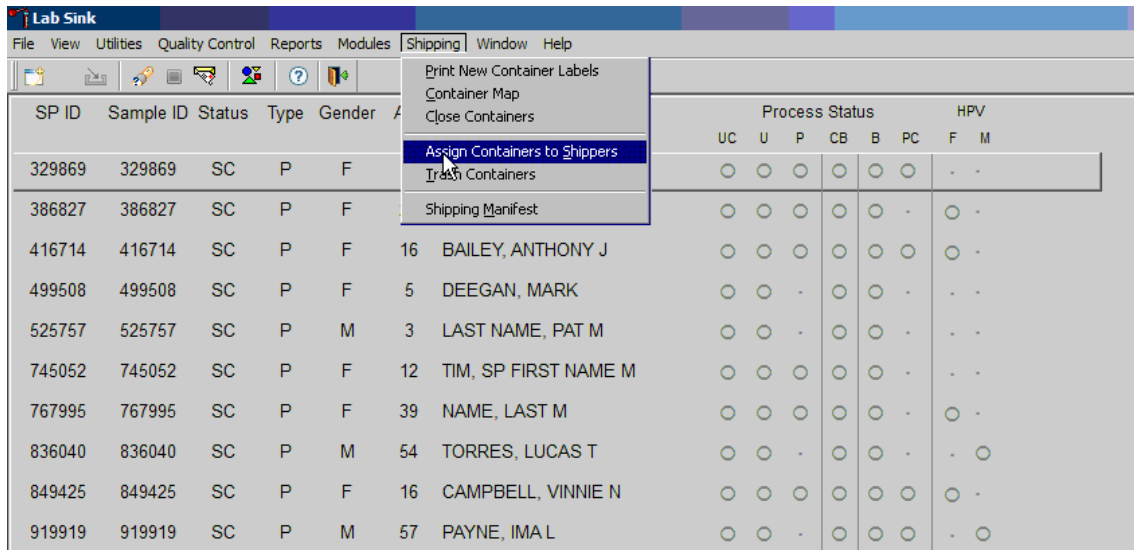 Lab Sink
File View Utilities Quality Control Reports Modules Shipping Window Help
Print New Container Labels
Container Map
Close Containers
Assign Containers to Shippers
Trash Containers
Shipping Manifest
SP ID Sample ID Status Type Gender Process Status HPV
UC U P CB B PC F M
329869 329869 SC P F
386827 386827 SC P F
416714 416714 SC P F 16 BAILEY, ANTHONY J
499508 499508 SC P F 5 DEEGAN, MARK
525757 525757 SC P M 3 LAST NAME, PAT M
745052 745052 SC P F 12 TIM, SP FIRST NAME M
767995 767995 SC P F 39 NAME, LAST M
836040 836040 SC P M 54 TORRES, LUCAS T
849425 849425 SC P F 16 CAMPBELL, VINNIE N
919919 919919 SC P M 57 PAYNE, IMA L